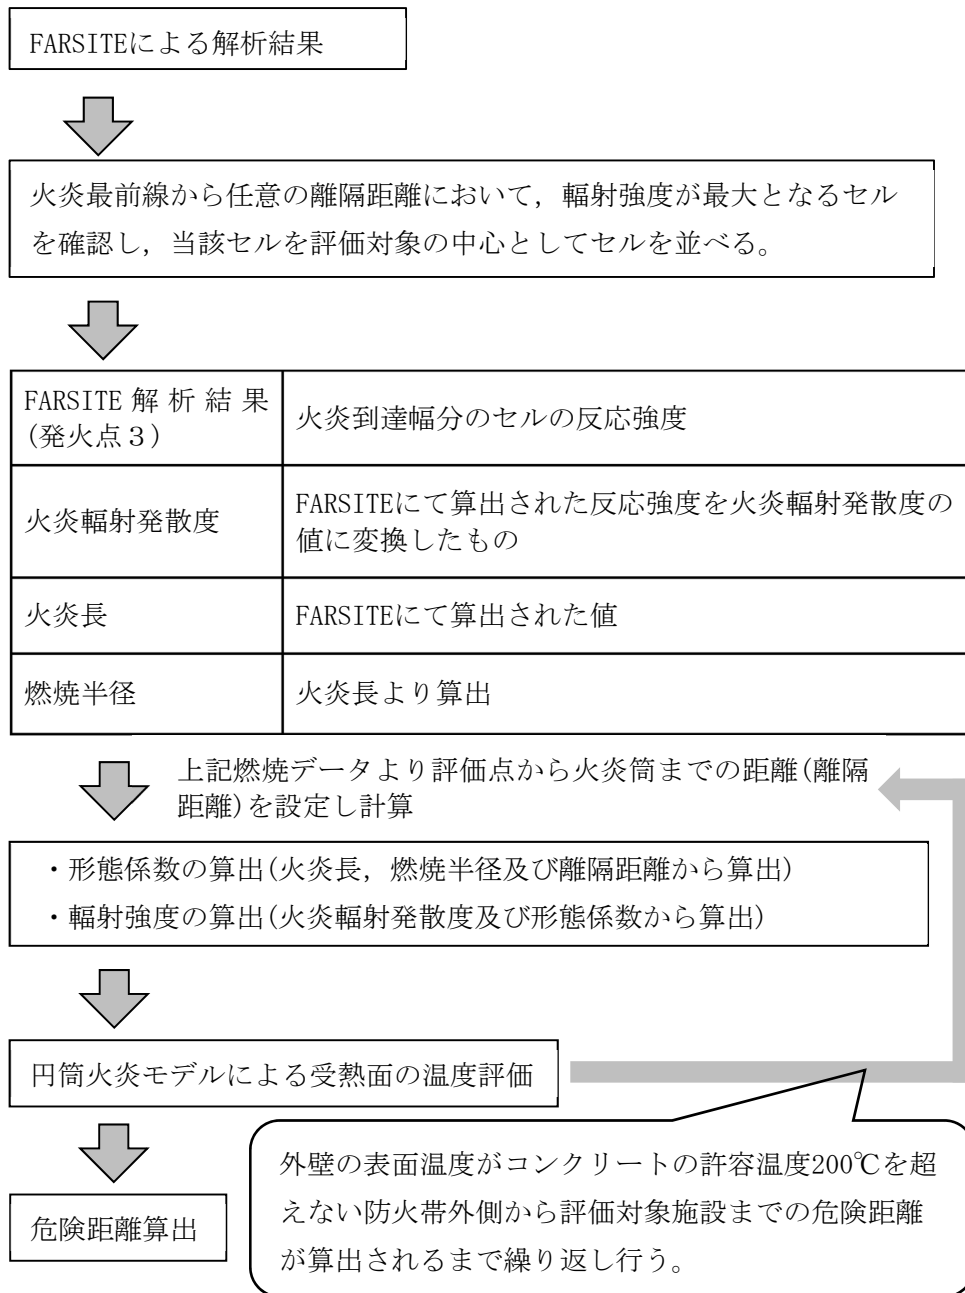 FARSITEによる解析結果
火炎最前線から任意の離隔距離において，輻射強度が最大となるセル
を確認し，当該セルを評価対象の中心としてセルを並べる。
FARSITE 解 析 結 果
(発火点３)
火炎到達幅分のセルの反応強度
火炎輻射発散度
FARSITEにて算出された反応強度を火炎輻射発散度の
値に変換したもの
火炎長
FARSITEにて算出された値
燃焼半径
火炎長より算出
上記燃焼データより評価点から火炎筒までの距離(離隔
距離)を設定し計算
・形態係数の算出(火炎長，燃焼半径及び離隔距離から算出)
・輻射強度の算出(火炎輻射発散度及び形態係数から算出)
円筒火炎モデルによる受熱面の温度評価
外壁の表面温度がコンクリートの許容温度200℃を超
えない防火帯外側から評価対象施設までの危険距離
が算出されるまで繰り返し行う。
危険距離算出